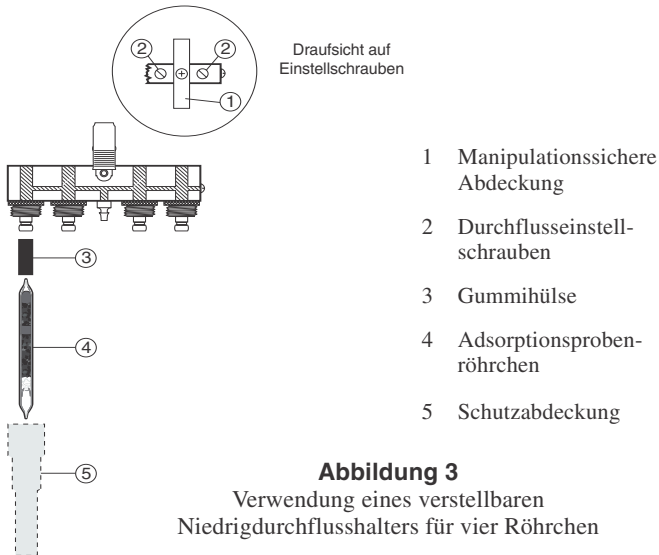 2
2
Draufsicht auf
Einstellschrauben
1
3
4
5
1 Manipulationssichere
Abdeckung
2 Durchflusseinstell-
schrauben
3 Gummihülse
4 Adsorptionsproben-
röhrchen
5 Schutzabdeckung
Abbildung 3
Verwendung eines verstellbaren
Niedrigdurchflusshalters für vier Röhrchen